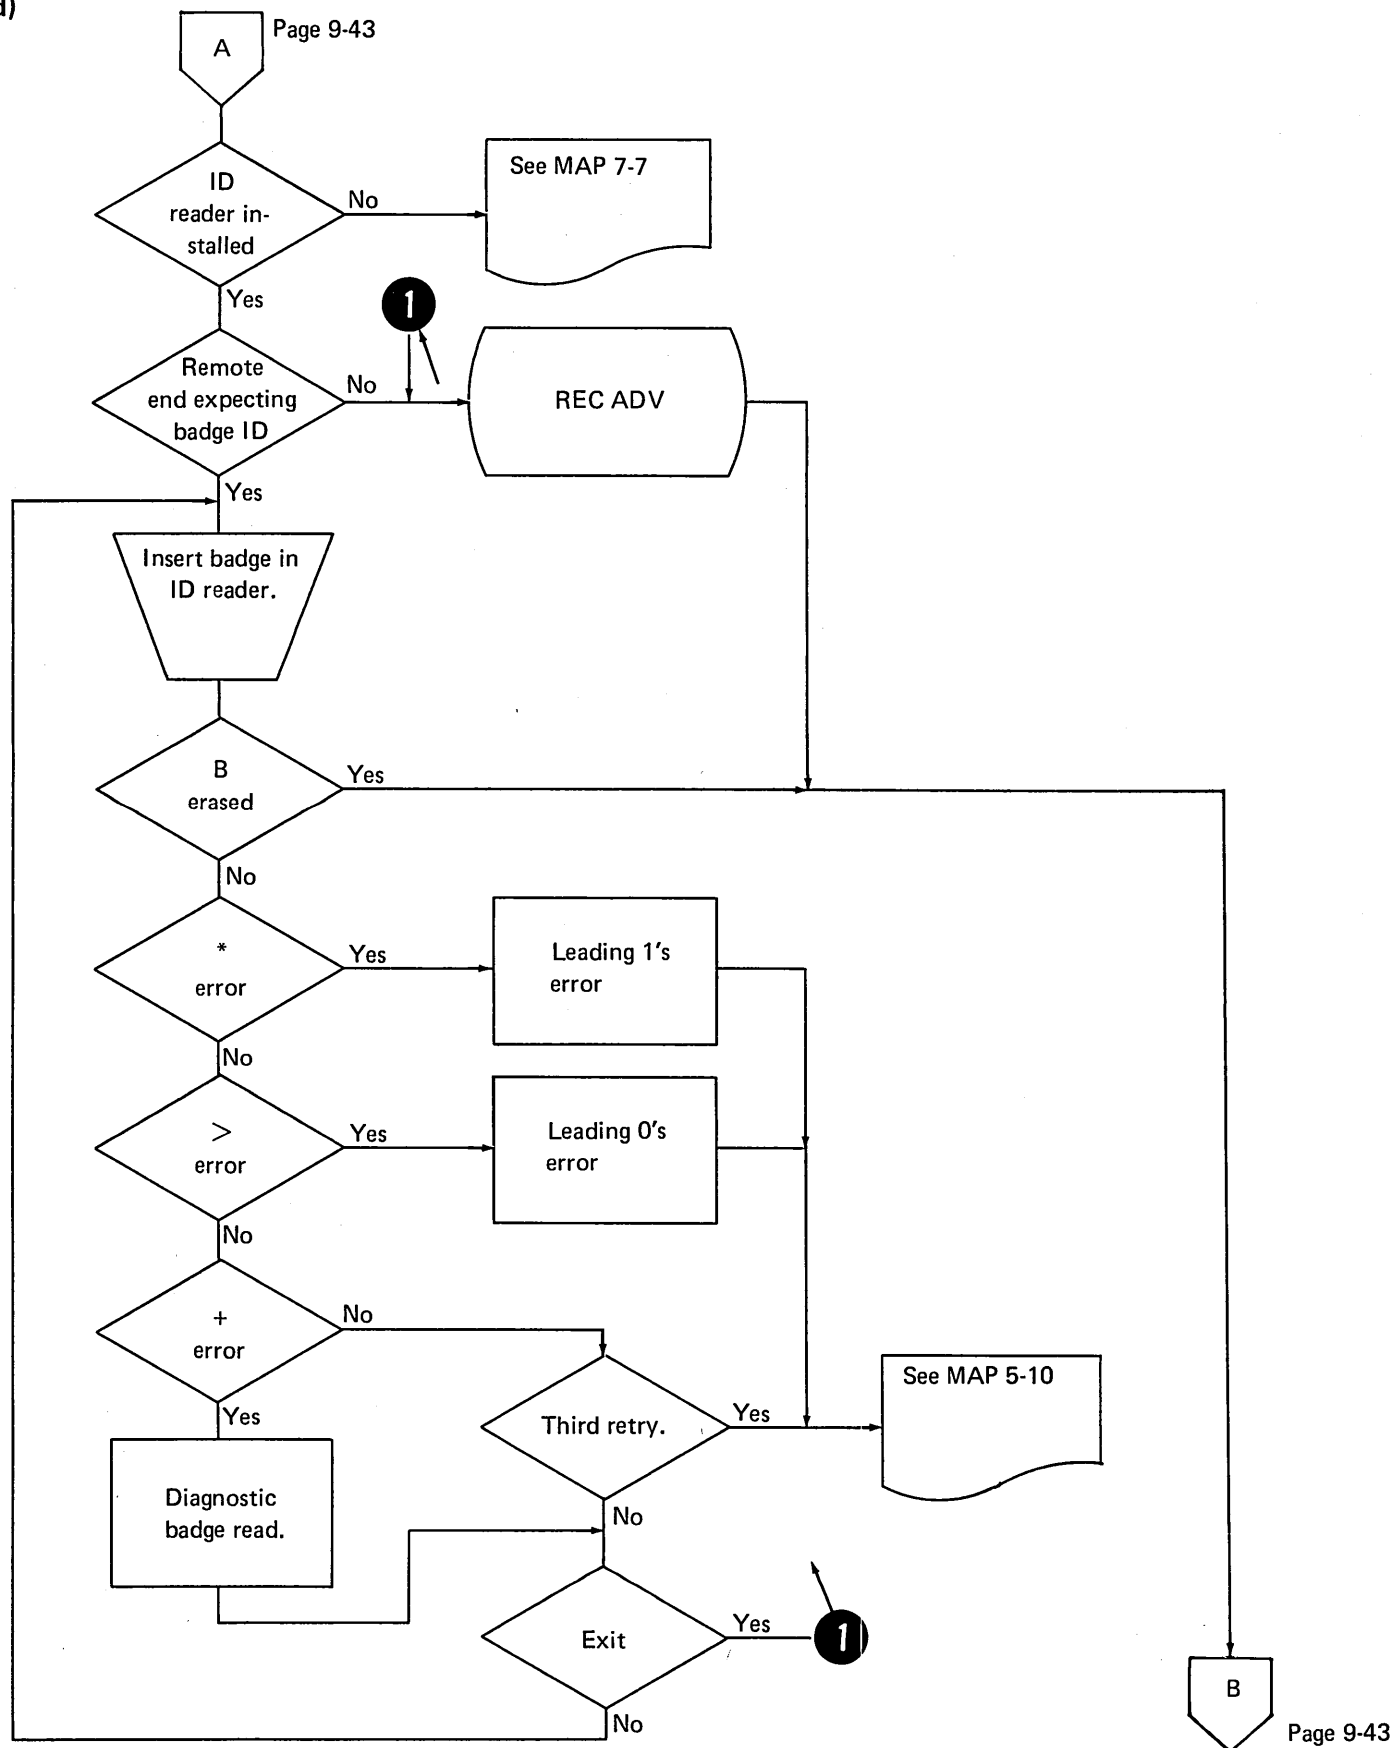 d)
A
Page 9-43
ID
reader in-
stalled
No
See MAP 7-7
Yes
1
Remote
end expecting
badge ID
No
REC ADV
Yes
Insert badge in
ID reader.
B
erased
Yes
No
*
error
Yes
Leading 1's
error
No
>
error
Yes
Leading 0's
error
No
+
error
No
Yes
Third retry.
Yes
See MAP 5-10
Diagnostic
badge read.
No
Exit
Yes
1
No
B
Page 9-43